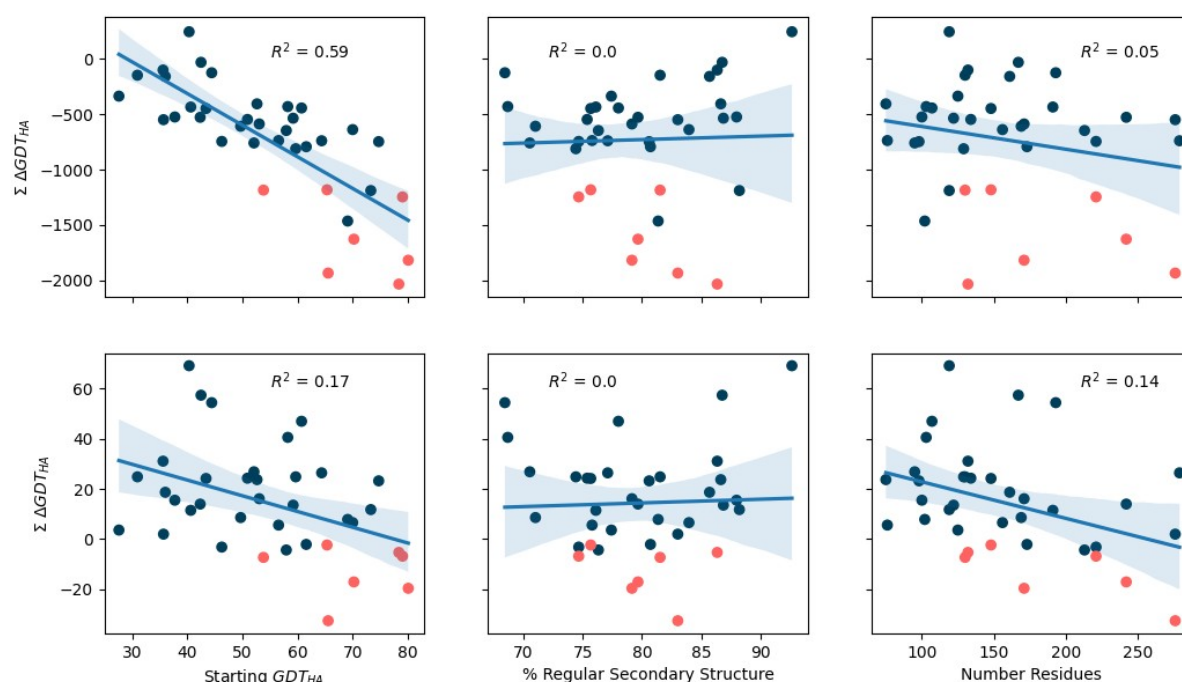 R² = 0.59
R² = 0.0
R² = 0.05
0
−500
−1000
−1500
−2000
Σ ΔGDT_HA
R² = 0.17
R² = 0.0
R² = 0.14
60
40
20
0
−20
Σ ΔGDT_HA
30 40 50 60 70 80
70 75 80 85 90
100 150 200 250
Starting GDT_HA
% Regular Secondary Structure
Number Residues